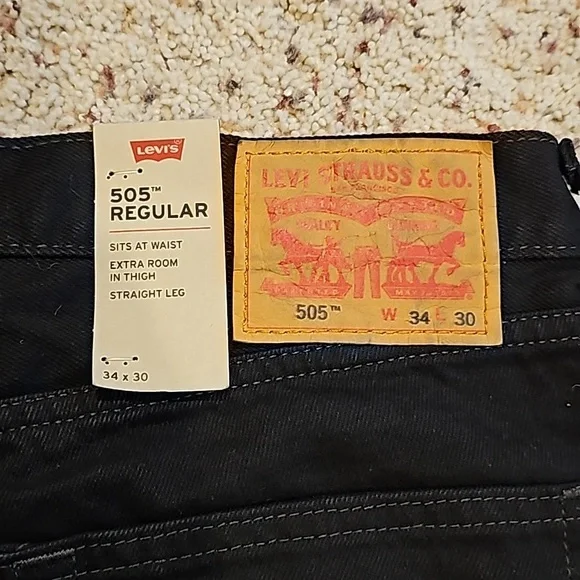 LEVI'S
505™
REGULAR
SITS AT WAIST
EXTRA ROOM
IN THIGH
STRAIGHT LEG
34 x 30
LEVI STRAUSS & CO.
505™ W 34 30